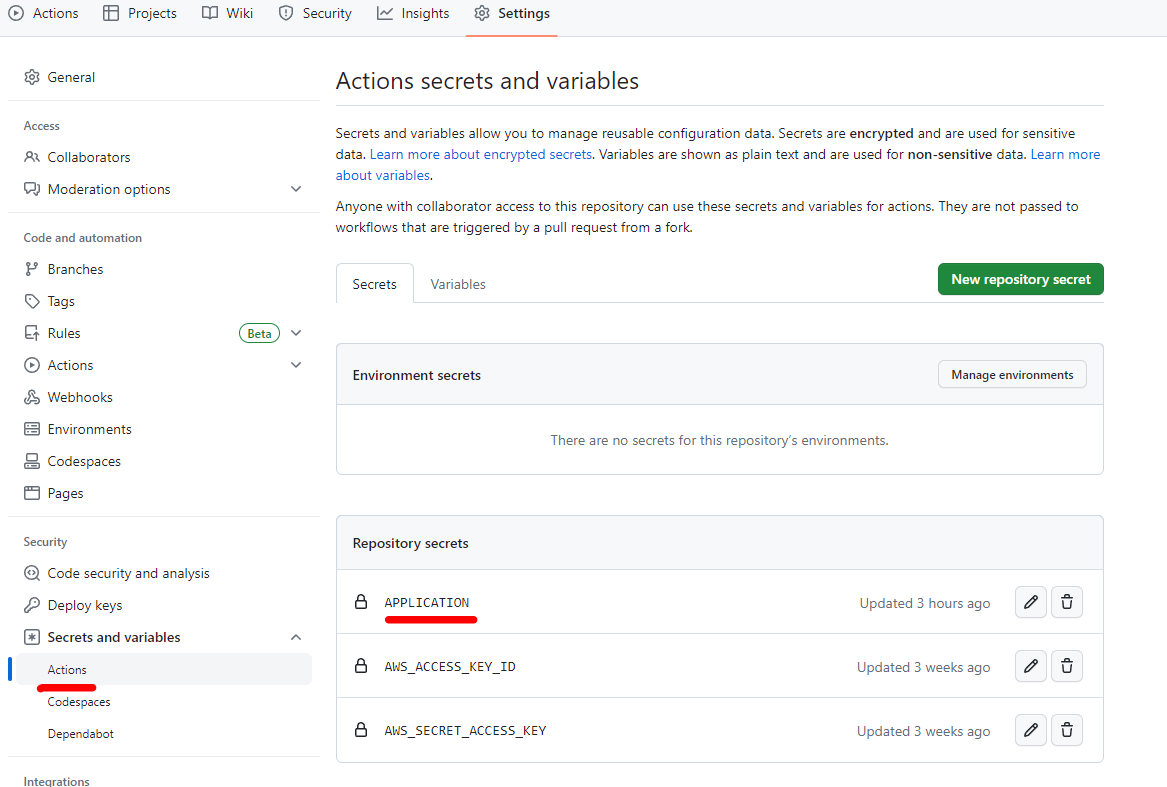 Actions Projects Wiki Security Insights Settings
General
Access
Collaborators
Moderation options
Code and automation
Branches
Tags
Rules Beta
Actions
Webhooks
Environments
Codespaces
Pages
Security
Code security and analysis
Deploy keys
Secrets and variables
Actions
Codespaces
Dependabot
Integrations
Actions secrets and variables
Secrets and variables allow you to manage reusable configuration data. Secrets are encrypted and are used for sensitive
data. Learn more about encrypted secrets. Variables are shown as plain text and are used for non-sensitive data. Learn more
about variables.
Anyone with collaborator access to this repository can use these secrets and variables for actions. They are not passed to
workflows that are triggered by a pull request from a fork.
Secrets Variables New repository secret
Environment secrets Manage environments
There are no secrets for this repository’s environments.
Repository secrets
APPLICATION Updated 3 hours ago
AWS_ACCESS_KEY_ID Updated 3 weeks ago
AWS_SECRET_ACCESS_KEY Updated 3 weeks ago